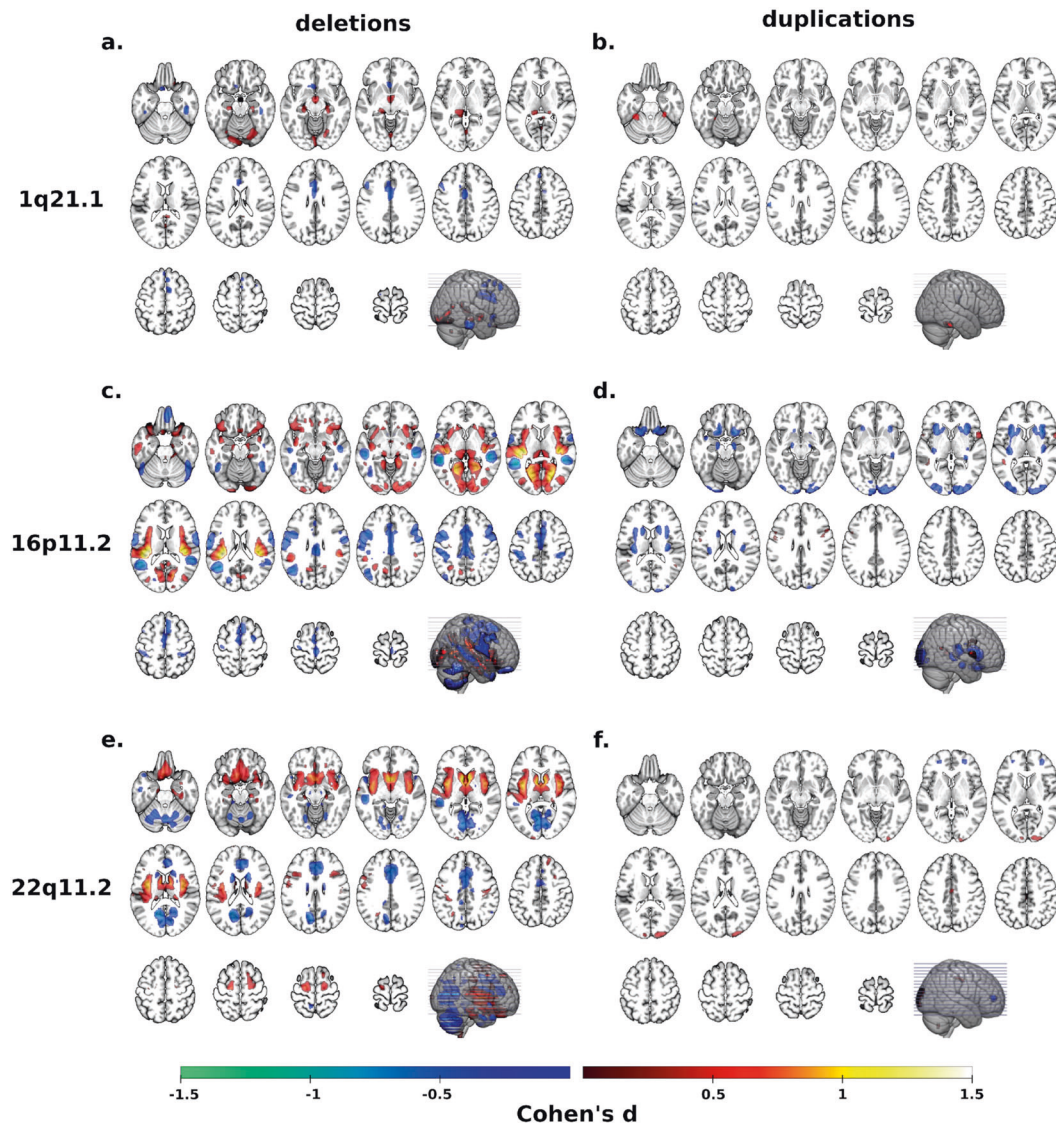 deletions
duplications
a.
b.
1q21.1
c.
d.
16p11.2
e.
f.
22q11.2
-1.5
-1
-0.5
0.5
1
1.5
Cohen's d